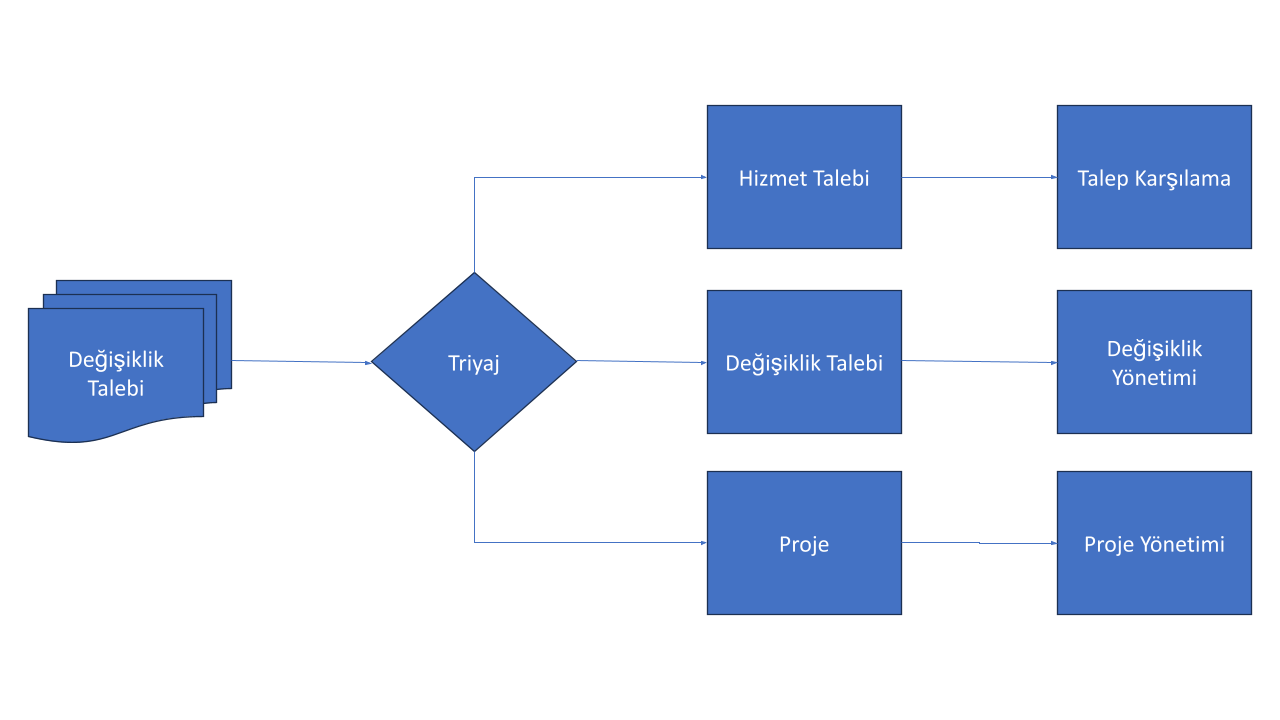 Değişiklik
Talebi
Triyaj
Hizmet Talebi
Talep Karşılama
Değişiklik Talebi
Değişiklik
Yönetimi
Proje
Proje Yönetimi